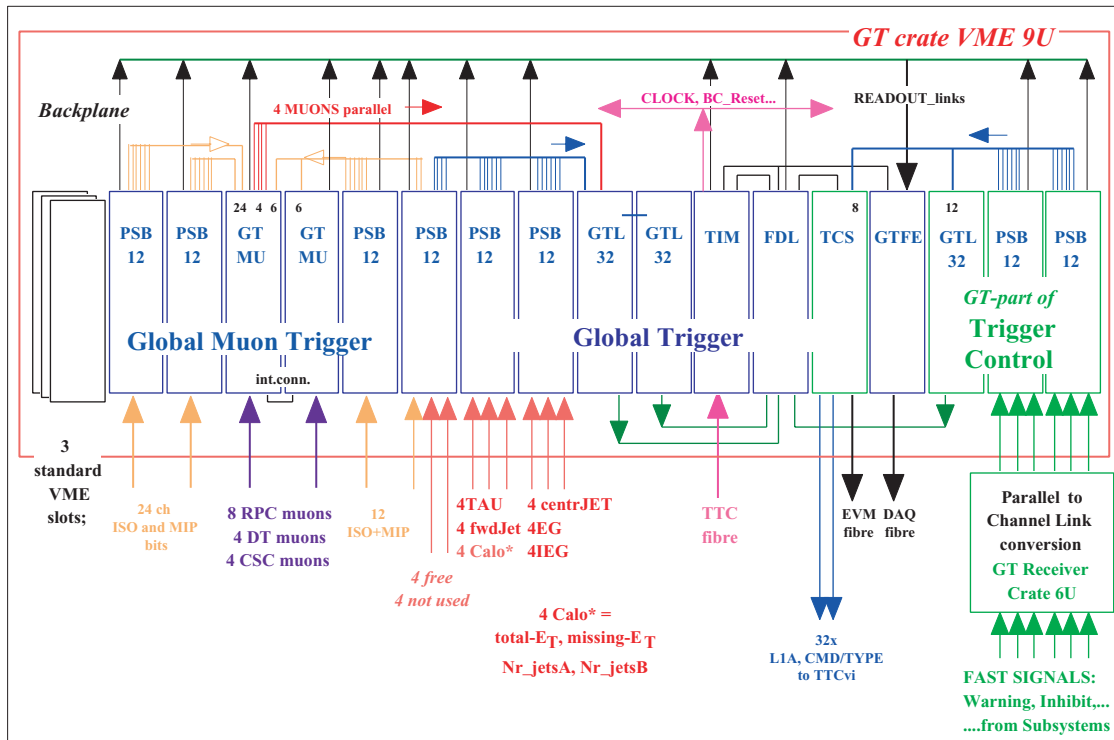 GT crate VME 9U
Backplane
4 MUONS parallel
CLOCK, BC_Reset...
READOUT_links
24 4 6
6
8
12
PSB
12
PSB
12
GT
MU
GT
MU
PSB
12
PSB
12
PSB
12
PSB
12
GTL
32
GTL
32
TIM
FDL
TCS
GTFE
GTL
32
PSB
12
PSB
12
Global Muon Trigger
Global Trigger
GT-part of
Trigger
Control
int.conn.
3
standard
VME
slots;
24 ch
ISO and MIP
bits
8 RPC muons
4 DT muons
4 CSC muons
12
ISO+MIP
4 free
4 not used
4TAU
4 fwdJet
4 Calo*
4 centrJET
4EG
4IEG
4 Calo* =
total-ET, missing-ET
Nr_jetsA, Nr_jetsB
TTC
fibre
32x
L1A, CMD/TYPE
to TTCvi
EVM
fibre
DAQ
fibre
Parallel to
Channel Link
conversion
GT Receiver
Crate 6U
FAST SIGNALS:
Warning, Inhibit,...
....from Subsystems